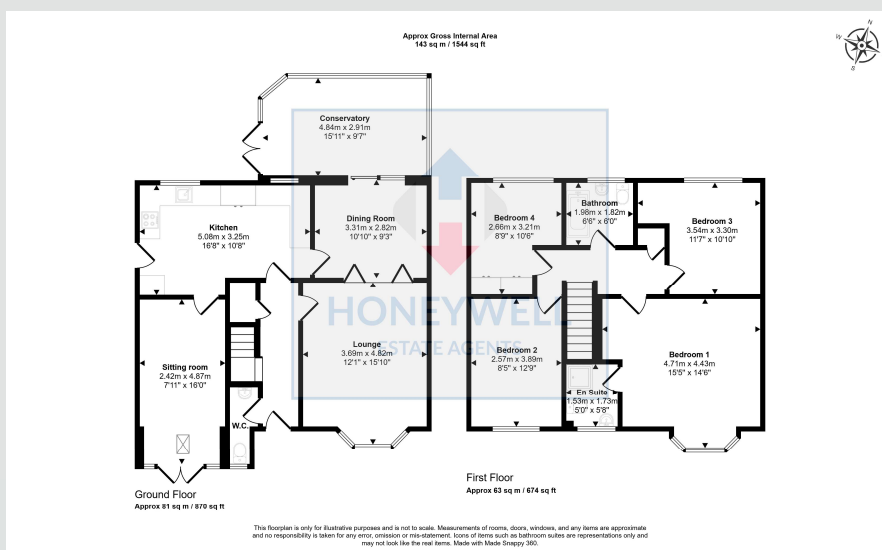 Approx Gross Internal Area
143 sq m / 1544 sq ft
N
W
S
Conservatory
4.84m x 2.91m
15'11" x 9'7"
Kitchen
5.08m x 3.25m
16'8" x 10'8"
Dining Room
3.31m x 2.82m
10'10" x 9'3"
Bedroom 4
2.66m x 3.21m
8'9" x 10'6"
Bathroom
1.98m x 1.82m
6'6" x 6'0"
Bedroom 3
3.54m x 3.30m
11'7" x 10'10"
HONEYWELL
ESTATE AGENTS
Sitting room
2.42m x 4.87m
7'11" x 16'0"
Lounge
3.69m x 4.82m
12'1" x 15'10"
Bedroom 2
2.57m x 3.89m
8'5" x 12'9"
Bedroom 1
4.71m x 4.43m
15'5" x 14'6"
En Suite
1.53m x 1.73m
5'0" x 5'8"
W.C.
Ground Floor
Approx 81 sq m / 870 sq ft
First Floor
Approx 63 sq m / 674 sq ft
This floorplan is only for illustrative purposes and is not to scale. Measurements of rooms, doors, windows, and any items are approximate
and no responsibility is taken for any error, omission or mis-statement. Icons of items such as bathroom suites are representations only and
may not look like the real items. Made with Made Snappy 360.